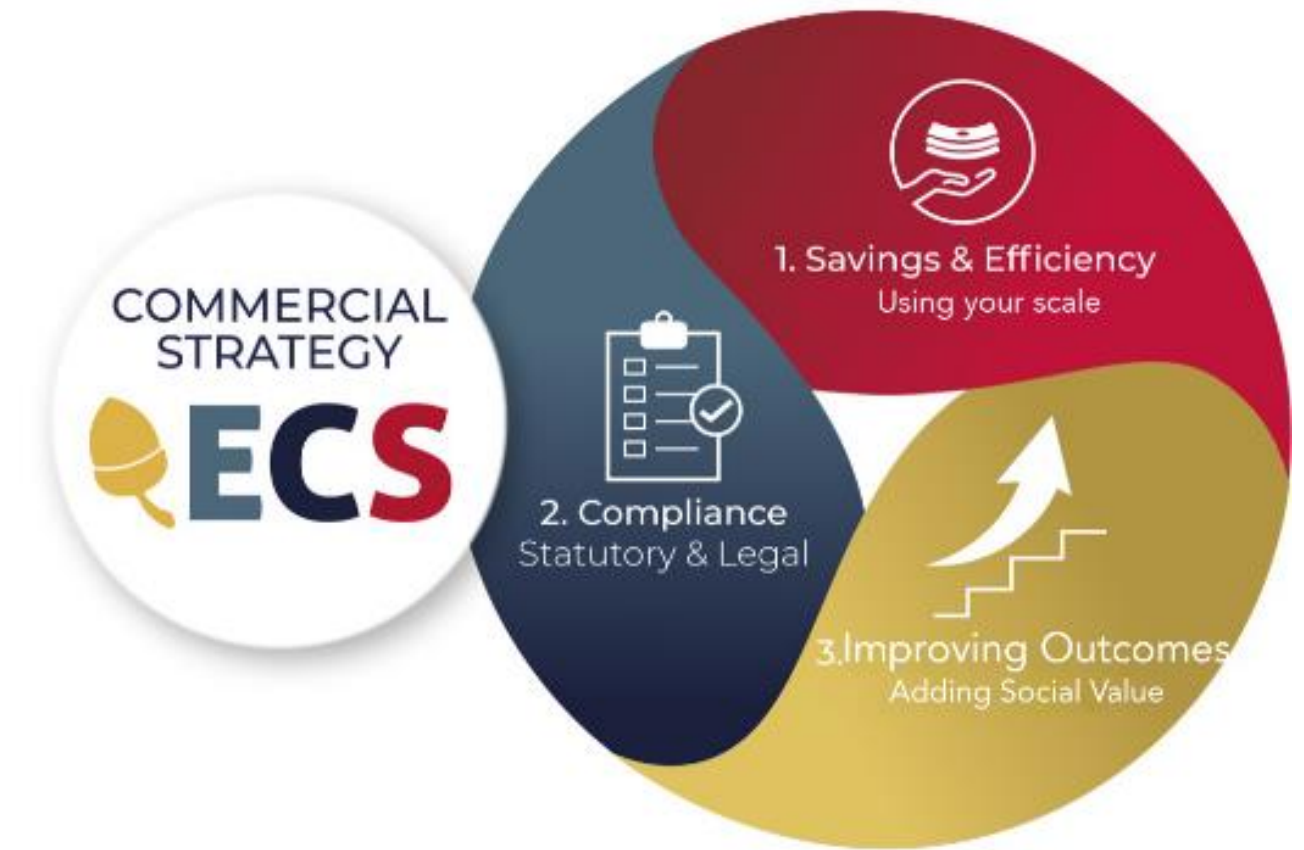 COMMERCIAL
STRATEGY
ECS
1. Savings & Efficiency
Using your scale
2. Compliance
Statutory & Legal
3.Improving Outcomes
Adding Social Value